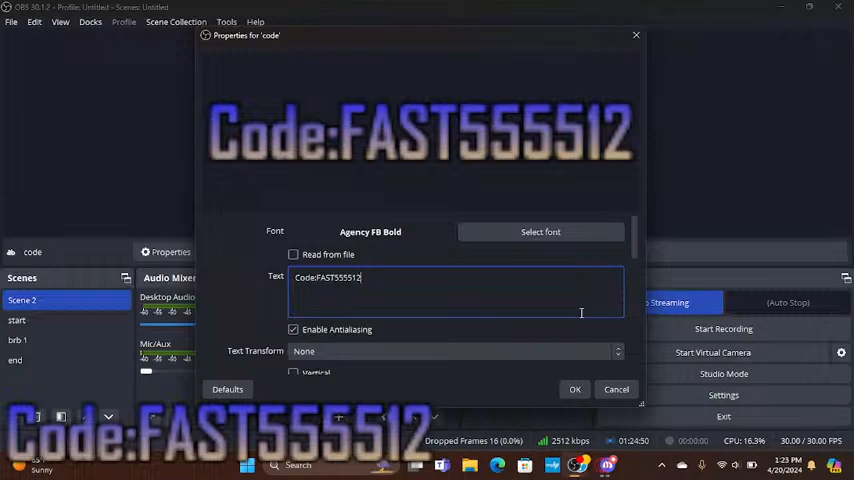 OBS 30.1.2 - Profile: Untitled - Scenes: Untitled
File Edit View Docks Profile Scene Collection Tools Help
Properties for 'code'
Code:FAST555512
Font Agency FB Bold Select font
Read from file
Text Code:FAST555512
Enable Antialiasing
Text Transform None
Vertical
Defaults OK Cancel
code Properties
Scenes Audio Mixer
Scene 2 Desktop Audio
start
brb 1 Mic/Aux
end
Streaming (Auto Stop)
Start Recording
Start Virtual Camera
Studio Mode
Settings
Exit
Code:FAST555512
Dropped Frames 16 (0.0%) 2512 kbps 01:24:50 00:00:00 CPU: 16.3% 30.00 / 30.00 FPS
Sunny Search 1:23 PM
4/20/2024